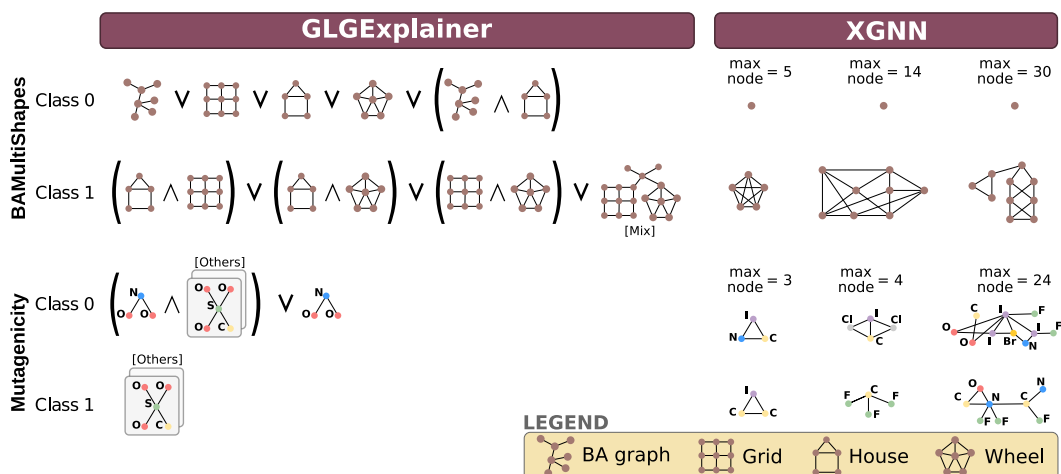 GLGExplainer
XGNN
BAMultiShapes
Class 0
∨ ∨ ∨ ∨ ( ∧ )
max node = 5
max node = 14
max node = 30
Class 1
( ∧ ) ∨ ( ∧ ) ∨ ( ∧ ) ∨
[Mix]
Mutagenicity
Class 0
[Others]
( N O O ∧ S O O O C ) ∨ N O O
max node = 3
max node = 4
max node = 24
I N C
Cl I Cl C
C I F O O I Br N I F F
Class 1
[Others]
O O S O C
I C C
C F F F
O C N F F C N F
LEGEND
BA graph
Grid
House
Wheel